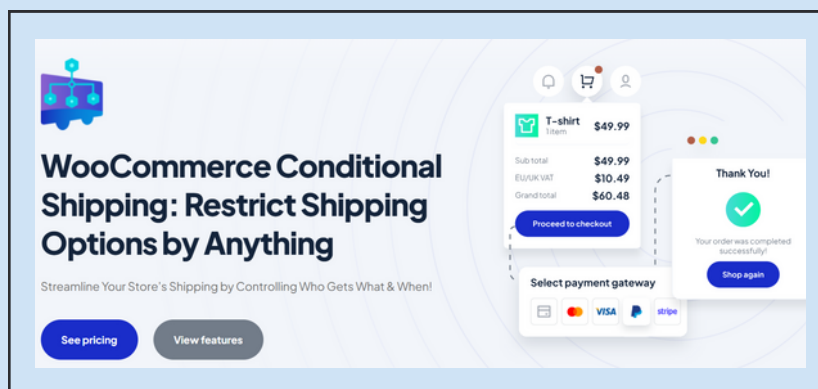 WooCommerce Conditional
Shipping: Restrict Shipping
Options by Anything
Streamline Your Store's Shipping by Controlling Who Gets What & When!
See pricing
View features
T-shirt
1 item
$49.99
Sub total
$49.99
EU/UK VAT
$10.49
Grand total
$60.48
Proceed to checkout
Select payment gateway
VISA
stripe
Thank You!
Your order was completed
successfully!
Shop again